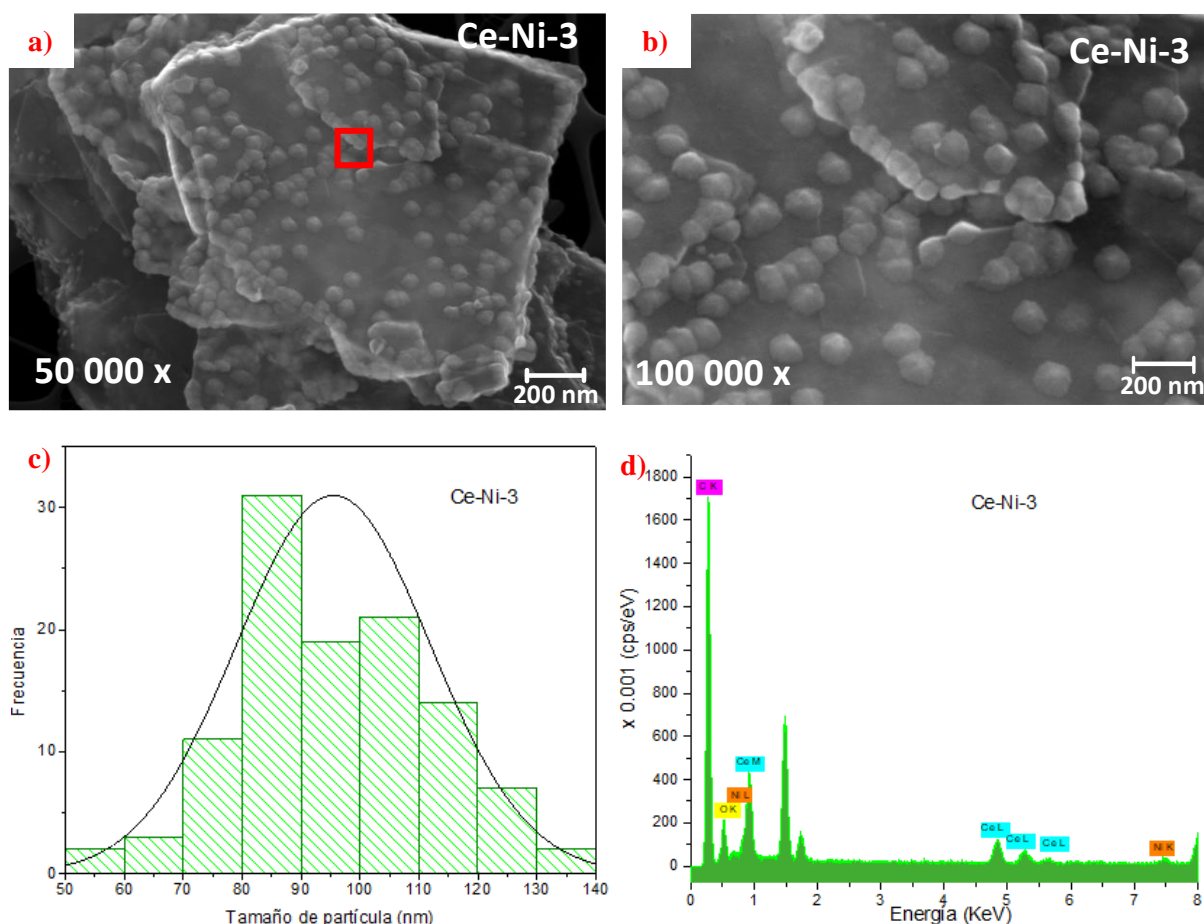 a)
Ce-Ni-3
50 000 x
200 nm
b)
Ce-Ni-3
100 000 x
200 nm
c)
Ce-Ni-3
Frecuencia
30
20
10
0
50 60 70 80 90 100 110 120 130 140
Tamaño de partícula (nm)
d)
Ce-Ni-3
x 0.001 (cps/eV)
1800
1600
1400
1200
1000
800
600
400
200
0
C K
O K
Ni L
Ce M
Ce L
Ce L
Ce L
Ni K
0 1 2 3 4 5 6 7 8
Energía (KeV)